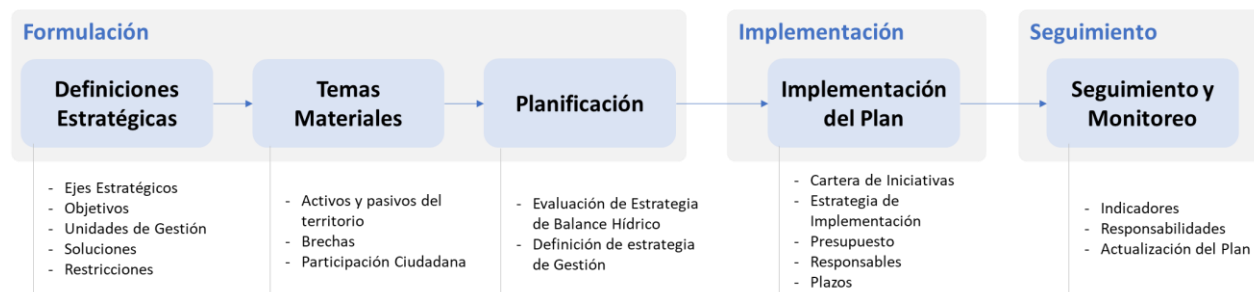 Formulación
Definiciones
Estratégicas
- Ejes Estratégicos
- Objetivos
- Unidades de Gestión
- Soluciones
- Restricciones
Temas
Materiales
- Activos y pasivos del
territorio
- Brechas
- Participación Ciudadana
Planificación
- Evaluación de Estrategia
de Balance Hídrico
- Definición de estrategia
de Gestión
Implementación
Implementación
del Plan
- Cartera de Iniciativas
- Estrategia de
Implementación
- Presupuesto
- Responsables
- Plazos
Seguimiento
Seguimiento y
Monitoreo
- Indicadores
- Responsabilidades
- Actualización del Plan